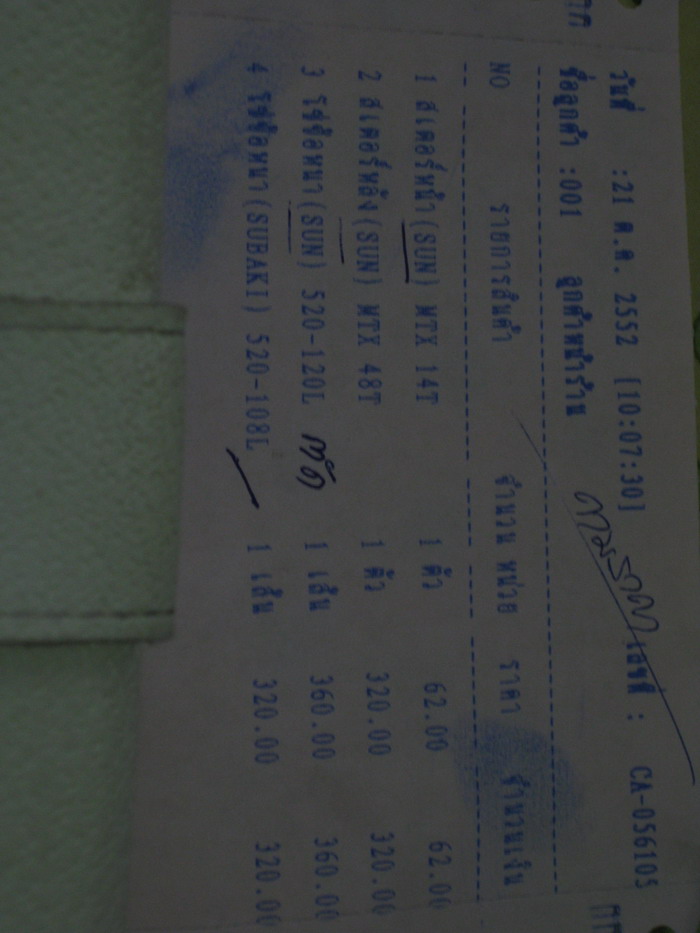 วันที่ :21 ต.ค. 2552 [10:07:30] เลขที่ : CA-056105
ชื่อลูกค้า :001 ลูกค้าหน้าร้าน
NO รายการสินค้า จำนวน หน่วย ราคา จำนวนเงิน
1 สเตอร์หน้า(SUN) MTX 14T 1 ตัว 62.00 62.00
2 สเตอร์หลัง(SUN) MTX 48T 1 ตัว 320.00 320.00
3 โซ่ข้อหนา(SUN) 520-120L 1 เส้น 360.00 360.00
4 โซ่ข้อหนา(SUBAKI) 520-108L 1 เส้น 320.00 320.00